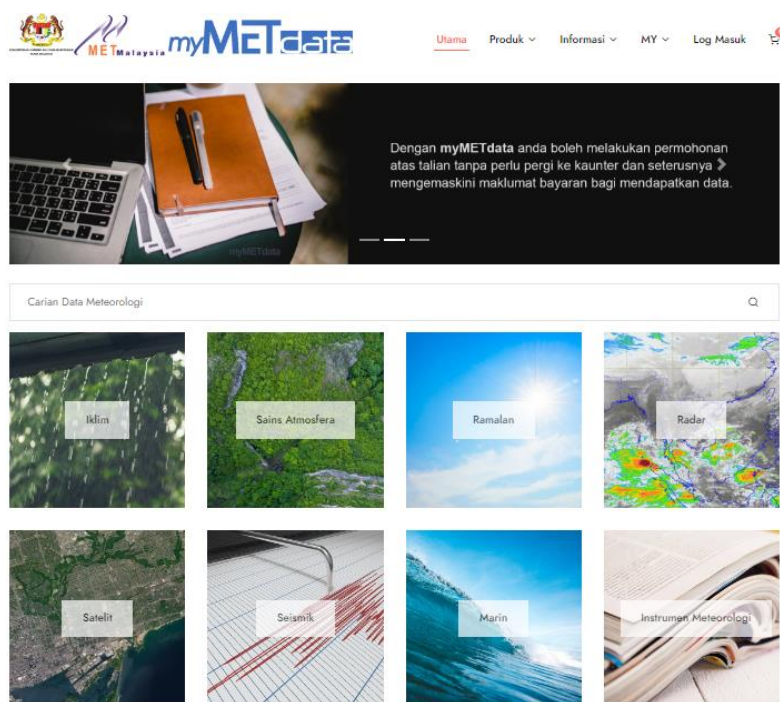 METMalaysia myMETdata
Utama Produk Informasi MY Log Masuk
Dengan myMETdata anda boleh melakukan permohonan
atas talian tanpa perlu pergi ke kaunter dan seterusnya
mengemaskini maklumat bayaran bagi mendapatkan data.
myMETdata
Carian Data Meteorologi
Iklim
Sains Atmosfera
Ramalan
Radar
Satelit
Seismik
Marin
Instrumen Meteorologi